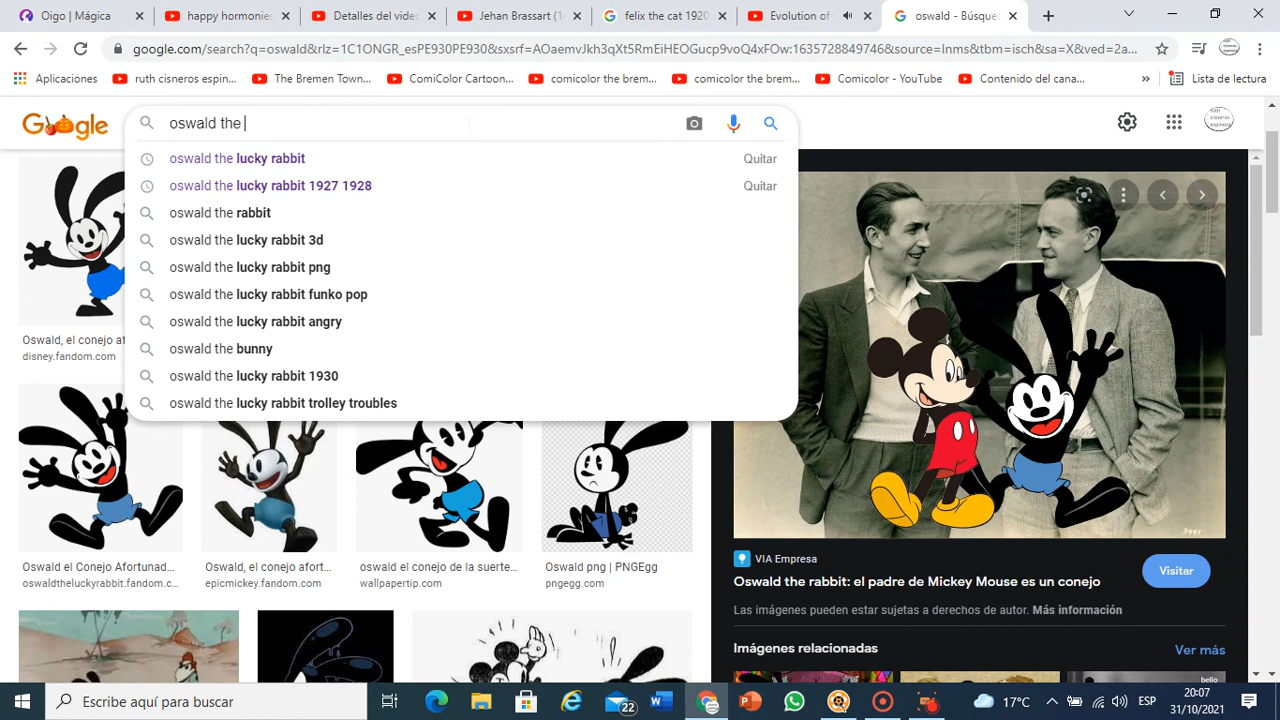 Oigo | Mágica
happy hormonies
Detalles del video
Jehan Brassart (14
felix the cat 1920
Evolution of
oswald - Búsque
google.com/search?q=oswald&rlz=1C1ONGR_esPE930PE930&sxsrf=AOaemvJkh3qXt5RmEiHEOGucp9voQ4xFOw:1635728849746&source=lnms&tbm=isch&sa=X&ved=2a...
Aplicaciones
ruth cisneros espin...
The Bremen Town...
ComiColor Cartoon...
comicolor the brem...
comicolor the brem...
Comicolor - YouTube
Contenido del cana...
»
Lista de lectura
Google
oswald the
oswald the lucky rabbit
Quitar
oswald the lucky rabbit 1927 1928
Quitar
oswald the rabbit
oswald the lucky rabbit 3d
oswald the lucky rabbit png
oswald the lucky rabbit funko pop
oswald the lucky rabbit angry
oswald the bunny
oswald the lucky rabbit 1930
oswald the lucky rabbit trolley troubles
Oswald, el conejo
disney.fandom.com
Oswald el Conejo Afortunad...
oswaldtheluckyrabbit.fandom.c...
Oswald, el conejo afort...
epicmickey.fandom.com
oswald el conejo de la suerte...
wallpapertip.com
Oswald png | PNGEgg
pngegg.com
VIA Empresa
Oswald the rabbit: el padre de Mickey Mouse es un conejo
Visitar
Las imágenes pueden estar sujetas a derechos de autor. Más información
Imágenes relacionadas
Ver más
bello
Escribe aquí para buscar
22
17°C
ESP
20:07
31/10/2021